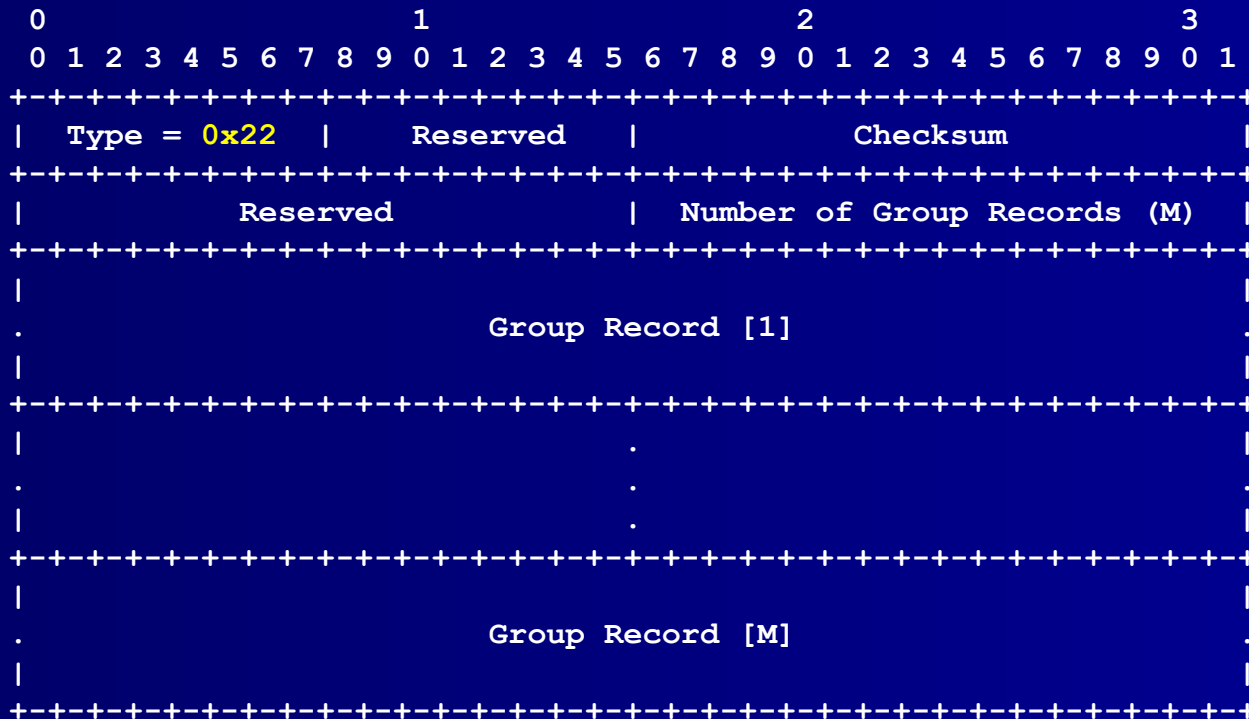 0 1 2 3
0 1 2 3 4 5 6 7 8 9 0 1 2 3 4 5 6 7 8 9 0 1 2 3 4 5 6 7 8 9 0 1
+-+-+-+-+-+-+-+-+-+-+-+-+-+-+-+-+-+-+-+-+-+-+-+-+-+-+-+-+-+-+-+-+
| Type = 0x22 | Reserved | Checksum |
+-+-+-+-+-+-+-+-+-+-+-+-+-+-+-+-+-+-+-+-+-+-+-+-+-+-+-+-+-+-+-+-+
| Reserved | Number of Group Records (M) |
+-+-+-+-+-+-+-+-+-+-+-+-+-+-+-+-+-+-+-+-+-+-+-+-+-+-+-+-+-+-+-+-+
| |
. Group Record [1] .
| |
+-+-+-+-+-+-+-+-+-+-+-+-+-+-+-+-+-+-+-+-+-+-+-+-+-+-+-+-+-+-+-+-+
| . |
. . .
| . |
+-+-+-+-+-+-+-+-+-+-+-+-+-+-+-+-+-+-+-+-+-+-+-+-+-+-+-+-+-+-+-+-+
| |
. Group Record [M] .
| |
+-+-+-+-+-+-+-+-+-+-+-+-+-+-+-+-+-+-+-+-+-+-+-+-+-+-+-+-+-+-+-+-+